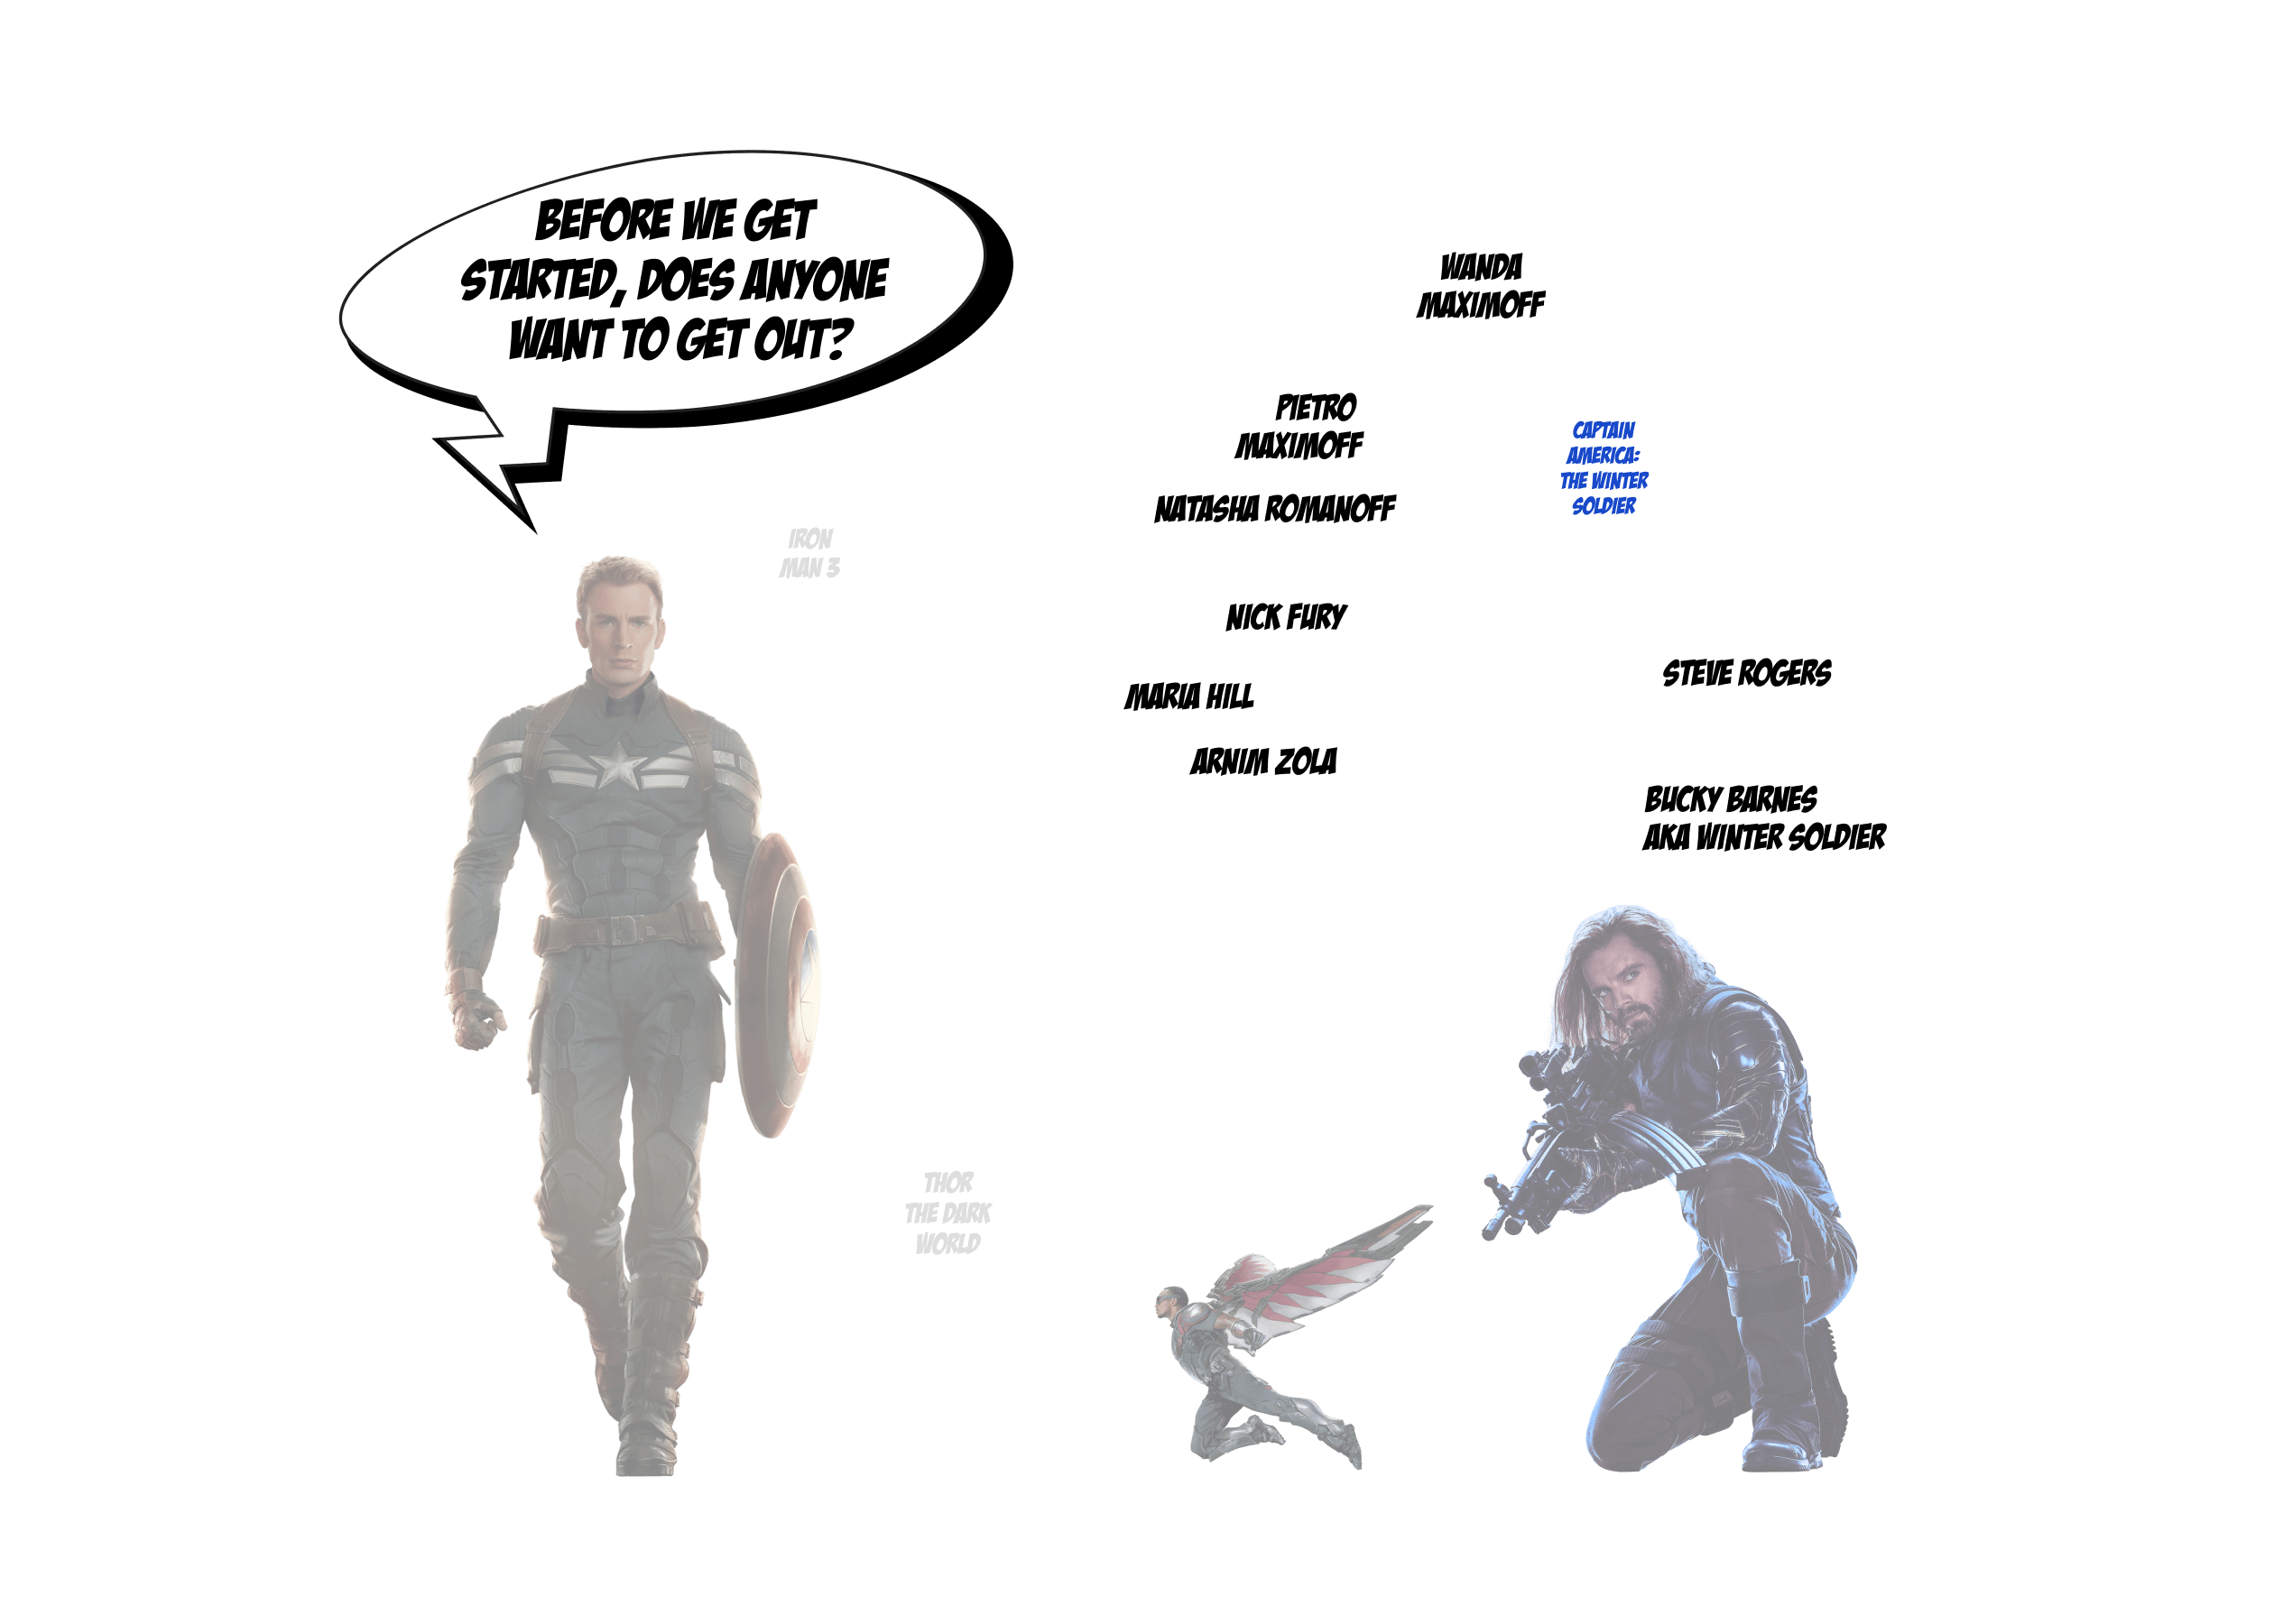 BEFORE WE GET
STARTED, DOES ANYONE
WANT TO GET OUT?
IRON
MAN 3
THOR
THE DARK
WORLD
WANDA
MAXIMOFF
PIETRO
MAXIMOFF
NATASHA ROMANOFF
CAPTAIN
AMERICA:
THE WINTER
SOLDIER
NICK FURY
MARIA HILL
ARNIM ZOLA
STEVE ROGERS
BUCKY BARNES
AKA WINTER SOLDIER